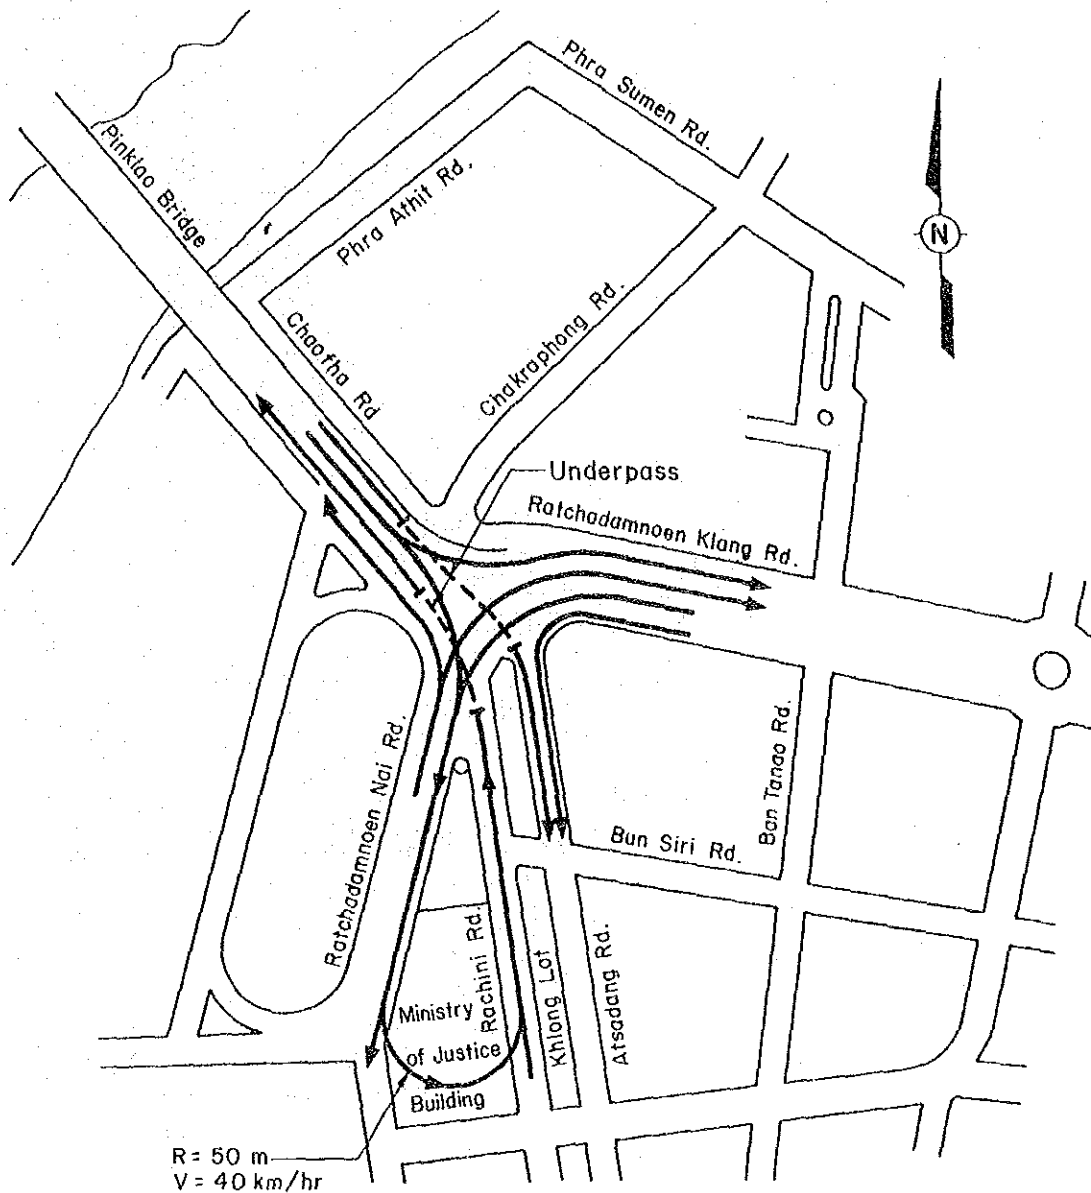 Phra Sumen Rd.
Pinklao Bridge
Phra Athit Rd.
N
Chaofha Rd
Chakraphong Rd.
Underpass
Ratchadamnoen Klang Rd.
Ratchadamnoen Nai Rd.
Ban Tanao Rd.
Bun Siri Rd.
Rachini Rd.
Khlong Lot
Atsadang Rd.
Ministry
of Justice
Building
R = 50 m
V = 40 km/hr